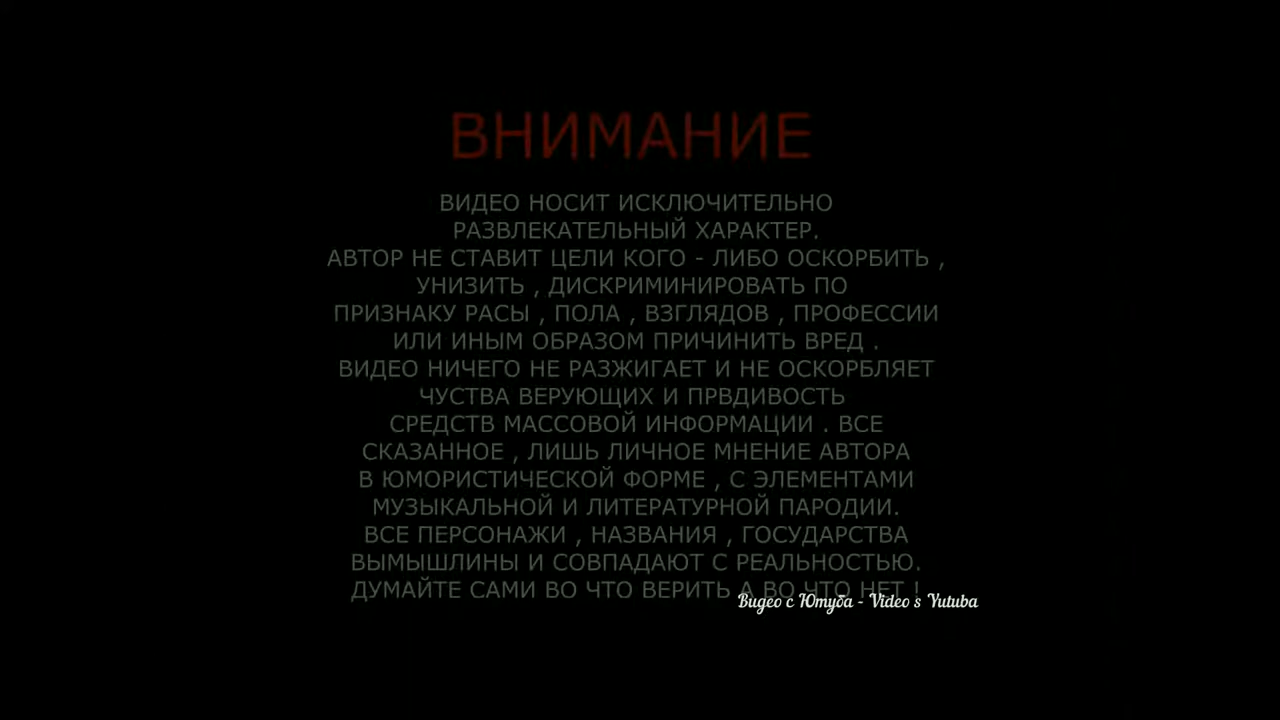 ВНИМАНИЕ
ВИДЕО НОСИТ ИСКЛЮЧИТЕЛЬНО
РАЗВЛЕКАТЕЛЬНЫЙ ХАРАКТЕР.
АВТОР НЕ СТАВИТ ЦЕЛИ КОГО - ЛИБО ОСКОРБИТЬ ,
УНИЗИТЬ , ДИСКРИМИНИРОВАТЬ ПО
ПРИЗНАКУ РАСЫ , ПОЛА , ВЗГЛЯДОВ , ПРОФЕССИИ
ИЛИ ИНЫМ ОБРАЗОМ ПРИЧИНИТЬ ВРЕД .
ВИДЕО НИЧЕГО НЕ РАЗЖИГАЕТ И НЕ ОСКОРБЛЯЕТ
ЧУСТВА ВЕРУЮЩИХ И ПРВДИВОСТЬ
СРЕДСТВ МАССОВОЙ ИНФОРМАЦИИ . ВСЕ
СКАЗАННОЕ , ЛИШЬ ЛИЧНОЕ МНЕНИЕ АВТОРА
В ЮМОРИСТИЧЕСКОЙ ФОРМЕ , С ЭЛЕМЕНТАМИ
МУЗЫКАЛЬНОЙ И ЛИТЕРАТУРНОЙ ПАРОДИИ.
ВСЕ ПЕРСОНАЖИ , НАЗВАНИЯ , ГОСУДАРСТВА
ВЫМЫШЛИНЫ И СОВПАДАЮТ С РЕАЛЬНОСТЬЮ.
ДУМАЙТЕ САМИ ВО ЧТО ВЕРИТЬ А ВО ЧТО НЕТ !
Видео с Ютуба - Video s Yutuba